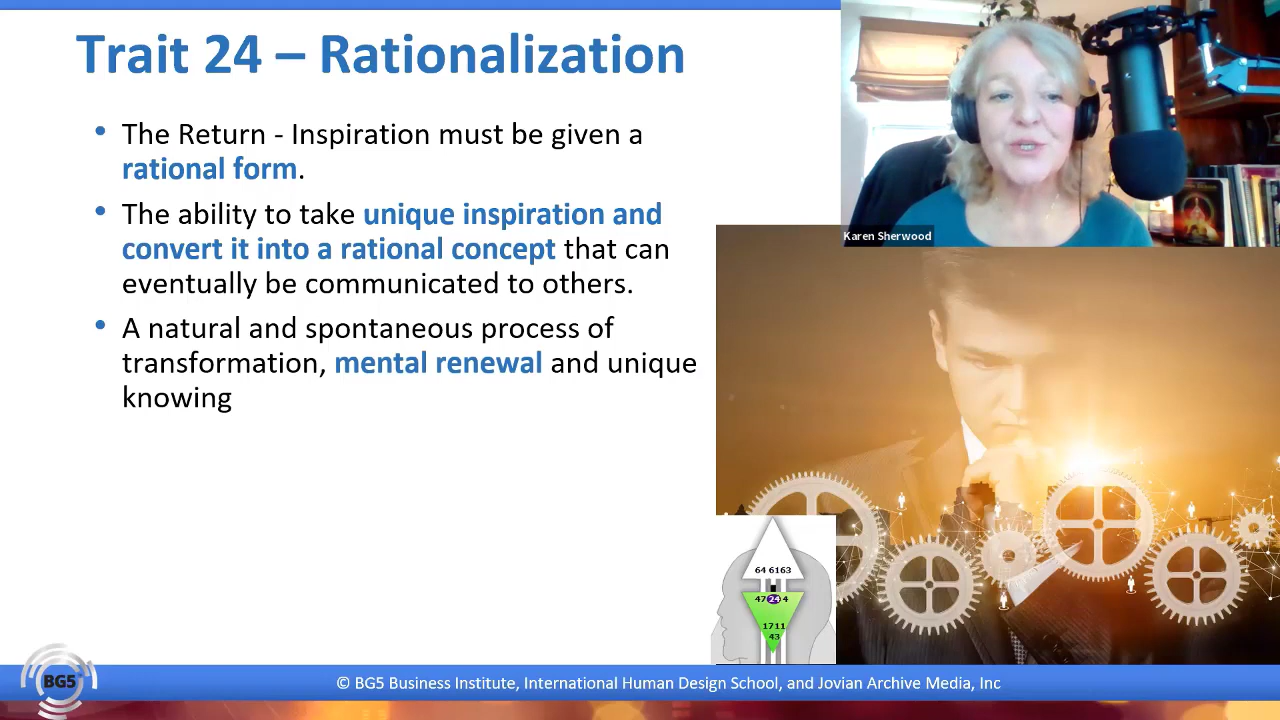 Trait 24 – Rationalization
• The Return - Inspiration must be given a
rational form.
• The ability to take unique inspiration and
convert it into a rational concept that can
eventually be communicated to others.
• A natural and spontaneous process of
transformation, mental renewal and unique
knowing
Karen Sherwood
64 6163
47 24 4
1711
43
BG5
© BG5 Business Institute, International Human Design School, and Jovian Archive Media, Inc